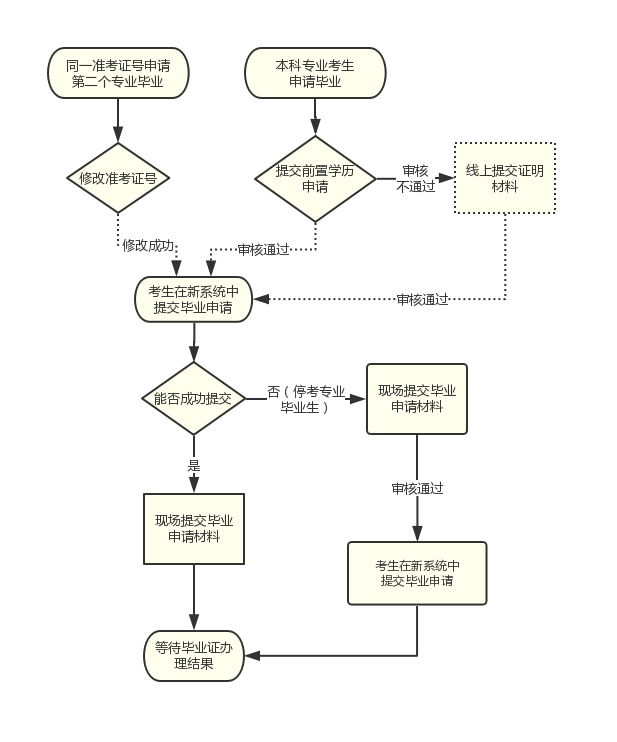 同一准考证号申请
第二个专业毕业
本科专业考生
申请毕业
修改准考证号
提交前置学历
申请
审核
不通过
线上提交证明
材料
修改成功
审核通过
考生在新系统中
提交毕业申请
审核通过
能否成功提交
否（停考专业
毕业生）
现场提交毕业
申请材料
是
审核通过
现场提交毕业
申请材料
考生在新系统中
提交毕业申请
等待毕业证办
理结果